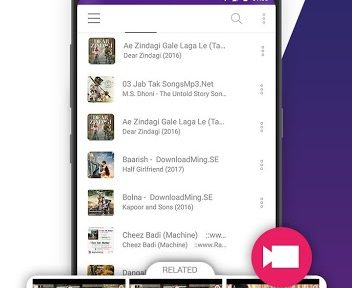 Ae Zindagi Gale Laga Le (Ta...
Dear Zindagi (2016)
03 Jab Tak SongsMp3.Net
M.S. Dhoni - The Untold Story Son...
Ae Zindagi Gale Laga Le (Ta...
Dear Zindagi (2016)
Baarish - DownloadMing.SE
Half Girlfriend (2017)
Bolna - DownloadMing.SE
Kapoor and Sons (2016)
Cheez Badi (Machine) ::www.Ra...
Cheez Badi (Machine) ::www.Ra...
RELATED